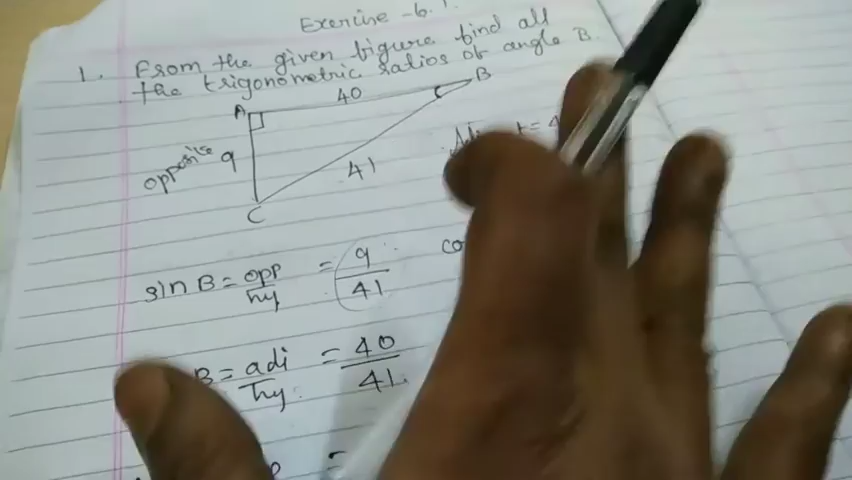 Exercise - 6.1.
1. From the given figure find all
the trigonometric ratios of angle B.
A 40 B
opposite 9
41
C
sin B = opp/hy = 9/41
B = adj/hy = 40/41.